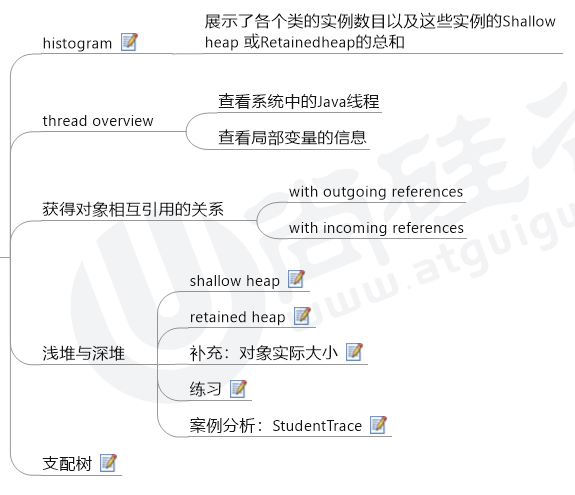 histogram
展示了各个类的实例数目以及这些实例的Shallow
heap 或Retainedheap的总和
thread overview
查看系统中的Java线程
查看局部变量的信息
获得对象相互引用的关系
with outgoing references
with incoming references
浅堆与深堆
shallow heap
retained heap
补充：对象实际大小
练习
案例分析：StudentTrace
支配树
尚硅谷
www.atguigu